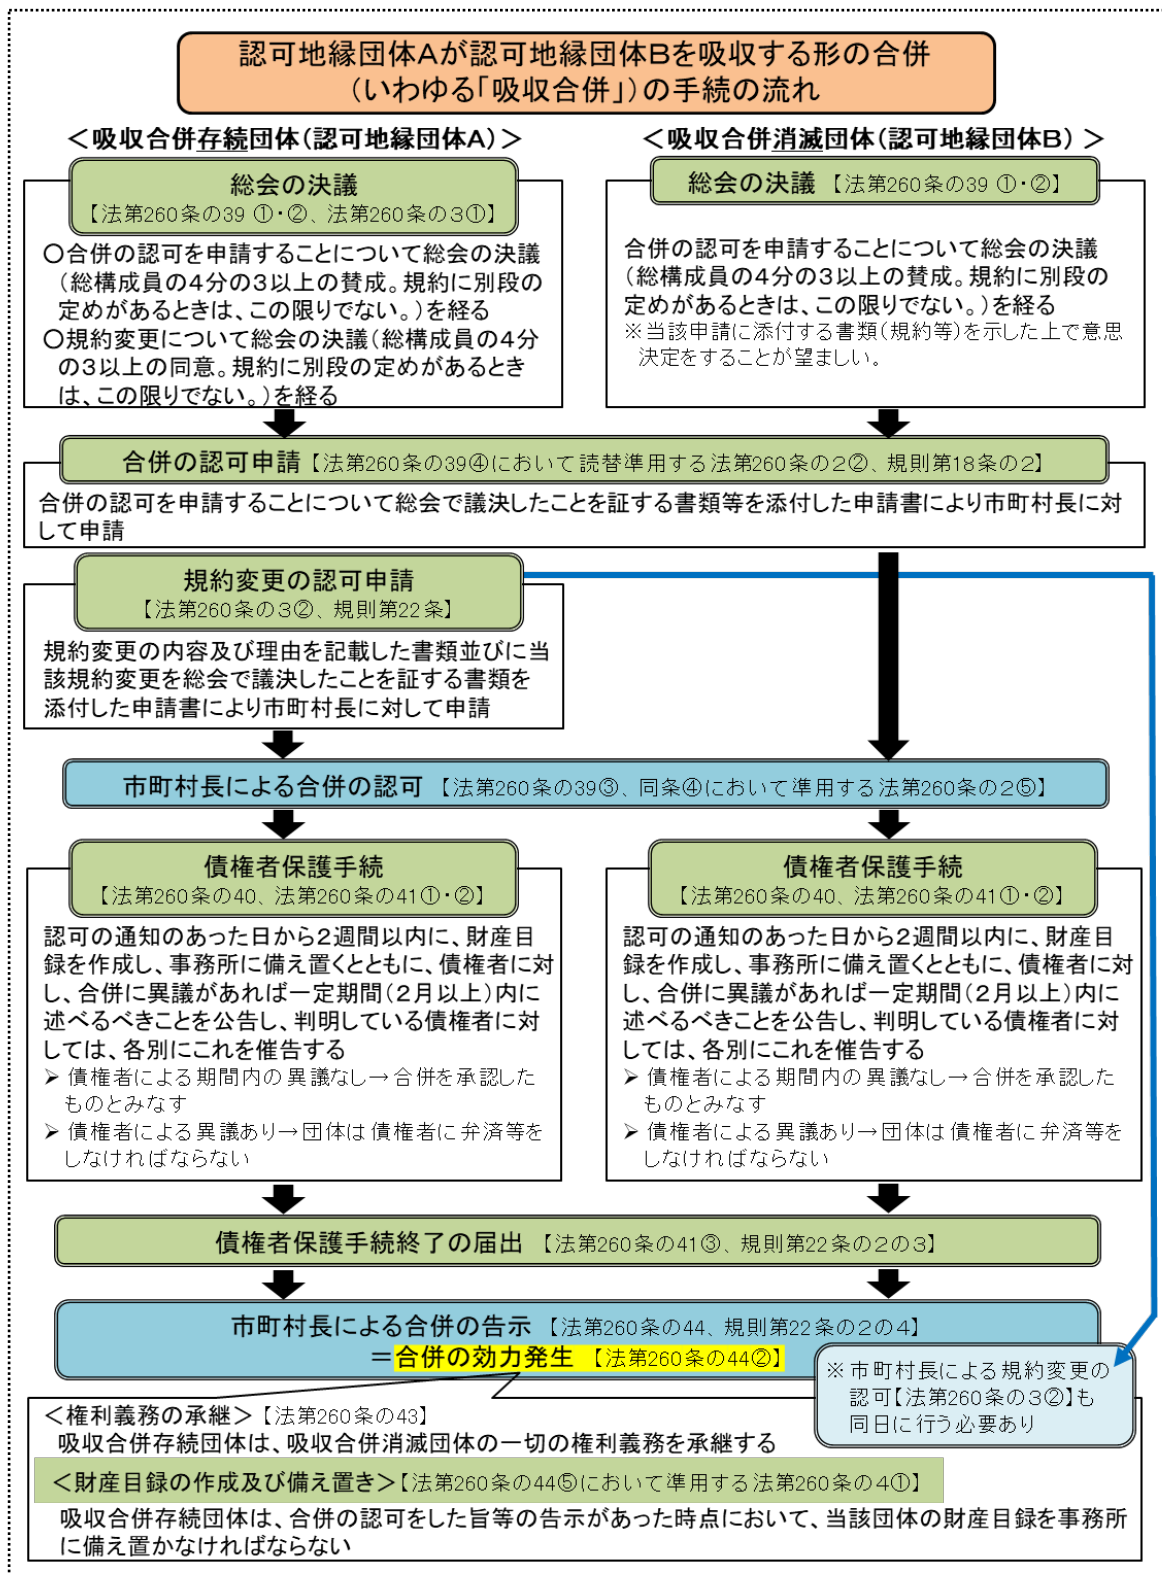 認可地縁団体Aが認可地縁団体Bを吸収する形の合併
(いわゆる「吸収合併」)の手続の流れ
＜吸収合併存続団体(認可地縁団体A)＞
総会の決議
【法第260条の39 ①・②、法第260条の3①】
〇合併の認可を申請することについて総会の決議
(総構成員の4分の3以上の賛成。規約に別段の
定めがあるときは、この限りでない。)を経る
〇規約変更について総会の決議(総構成員の4分
の3以上の同意。規約に別段の定めがあるとき
は、この限りでない。)を経る
＜吸収合併消滅団体(認可地縁団体B) ＞
総会の決議 【法第260条の39 ①・②】
合併の認可を申請することについて総会の決議
(総構成員の4分の3以上の賛成。規約に別段の
定めがあるときは、この限りでない。)を経る
※当該申請に添付する書類(規約等)を示した上で意思
決定をすることが望ましい。
合併の認可申請【法第260条の39④において読替準用する法第260条の2②、規則第18条の2】
合併の認可を申請することについて総会で議決したことを証する書類等を添付した申請書により市町村長に対
して申請
規約変更の認可申請
【法第260条の3②、規則第22条】
規約変更の内容及び理由を記載した書類並びに当
該規約変更を総会で議決したことを証する書類を
添付した申請書により市町村長に対して申請
市町村長による合併の認可 【法第260条の39③、同条④において準用する法第260条の2⑤】
債権者保護手続
【法第260条の40、法第260条の41①・②】
認可の通知のあった日から2週間以内に、財産目
録を作成し、事務所に備え置くとともに、債権者に対
し、合併に異議があれば一定期間(2月以上)内に
述べるべきことを公告し、判明している債権者に対
しては、各別にこれを催告する
➢ 債権者による期間内の異議なし→合併を承認した
ものとみなす
➢ 債権者による異議あり→団体は債権者に弁済等を
しなければならない
債権者保護手続
【法第260条の40、法第260条の41①・②】
認可の通知のあった日から2週間以内に、財産目
録を作成し、事務所に備え置くとともに、債権者に対
し、合併に異議があれば一定期間(2月以上)内に
述べるべきことを公告し、判明している債権者に対
しては、各別にこれを催告する
➢ 債権者による期間内の異議なし→合併を承認した
ものとみなす
➢ 債権者による異議あり→団体は債権者に弁済等を
しなければならない
債権者保護手続終了の届出 【法第260条の41③、規則第22条の2の3】
市町村長による合併の告示 【法第260条の44、規則第22条の2の4】
＝合併の効力発生 【法第260条の44②】
※市町村長による規約変更の
認可【法第260条の3②】も
同日に行う必要あり
＜権利義務の承継＞【法第260条の43】
吸収合併存続団体は、吸収合併消滅団体の一切の権利義務を承継する
＜財産目録の作成及び備え置き＞【法第260条の44⑤において準用する法第260条の4①】
吸収合併存続団体は、合併の認可をした旨等の告示があった時点において、当該団体の財産目録を事務所
に備え置かなければならない